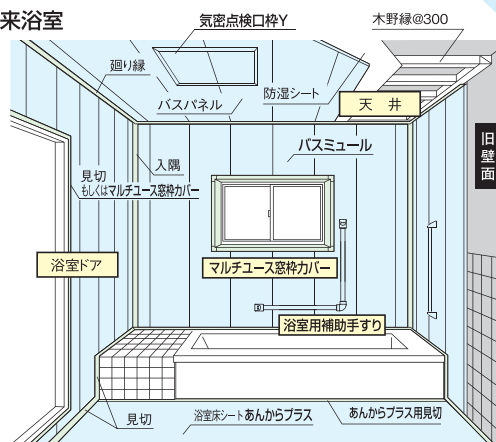 来浴室
気密点検口枠Y
木野縁@300
廻り縁
バスパネル
防湿シート
天 井
バスミュール
旧壁面
入隅
見切
もしくはマルチユース窓枠カバー
浴室ドア
マルチユース窓枠カバー
浴室用補助手すり
見切
浴室床シートあんからプラス
あんからプラス用見切